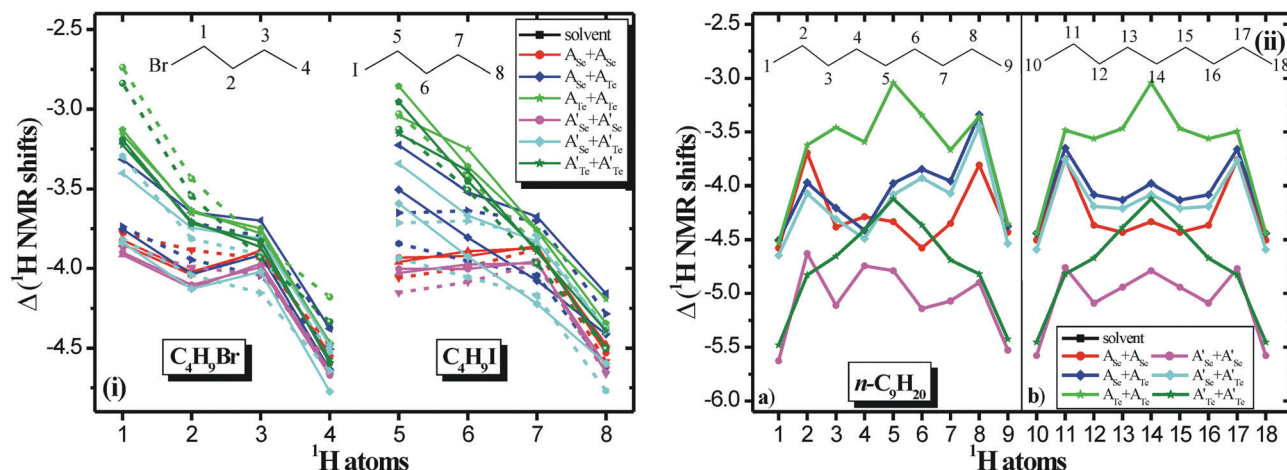 -2.5
-3.0
-3.5
-4.0
-4.5
Δ(¹H NMR shifts)
1
3
Br
2
4
5
7
I
6
8
solvent
A_Se+A_Se
A_Se+A_Te
A_Te+A_Te
A'_Se+A'_Se
A'_Se+A'_Te
A'_Te+A'_Te
C₄H₉Br
C₄H₉I
(i)
1 2 3 4 5 6 7 8
¹H atoms
-2.5
-3.0
-3.5
-4.0
-4.5
-5.0
-5.5
-6.0
Δ(¹H NMR shifts)
2 4 6 8
1 3 5 7 9
11 13 15 17
10 12 14 16 18
(ii)
a)
n-C₉H₂₀
b)
solvent
A_Se+A_Se A'_Se+A'_Se
A_Se+A_Te A'_Se+A'_Te
A_Te+A_Te A'_Te+A'_Te
1 2 3 4 5 6 7 8 9 10 11 12 13 14 15 16 17 18
¹H atoms